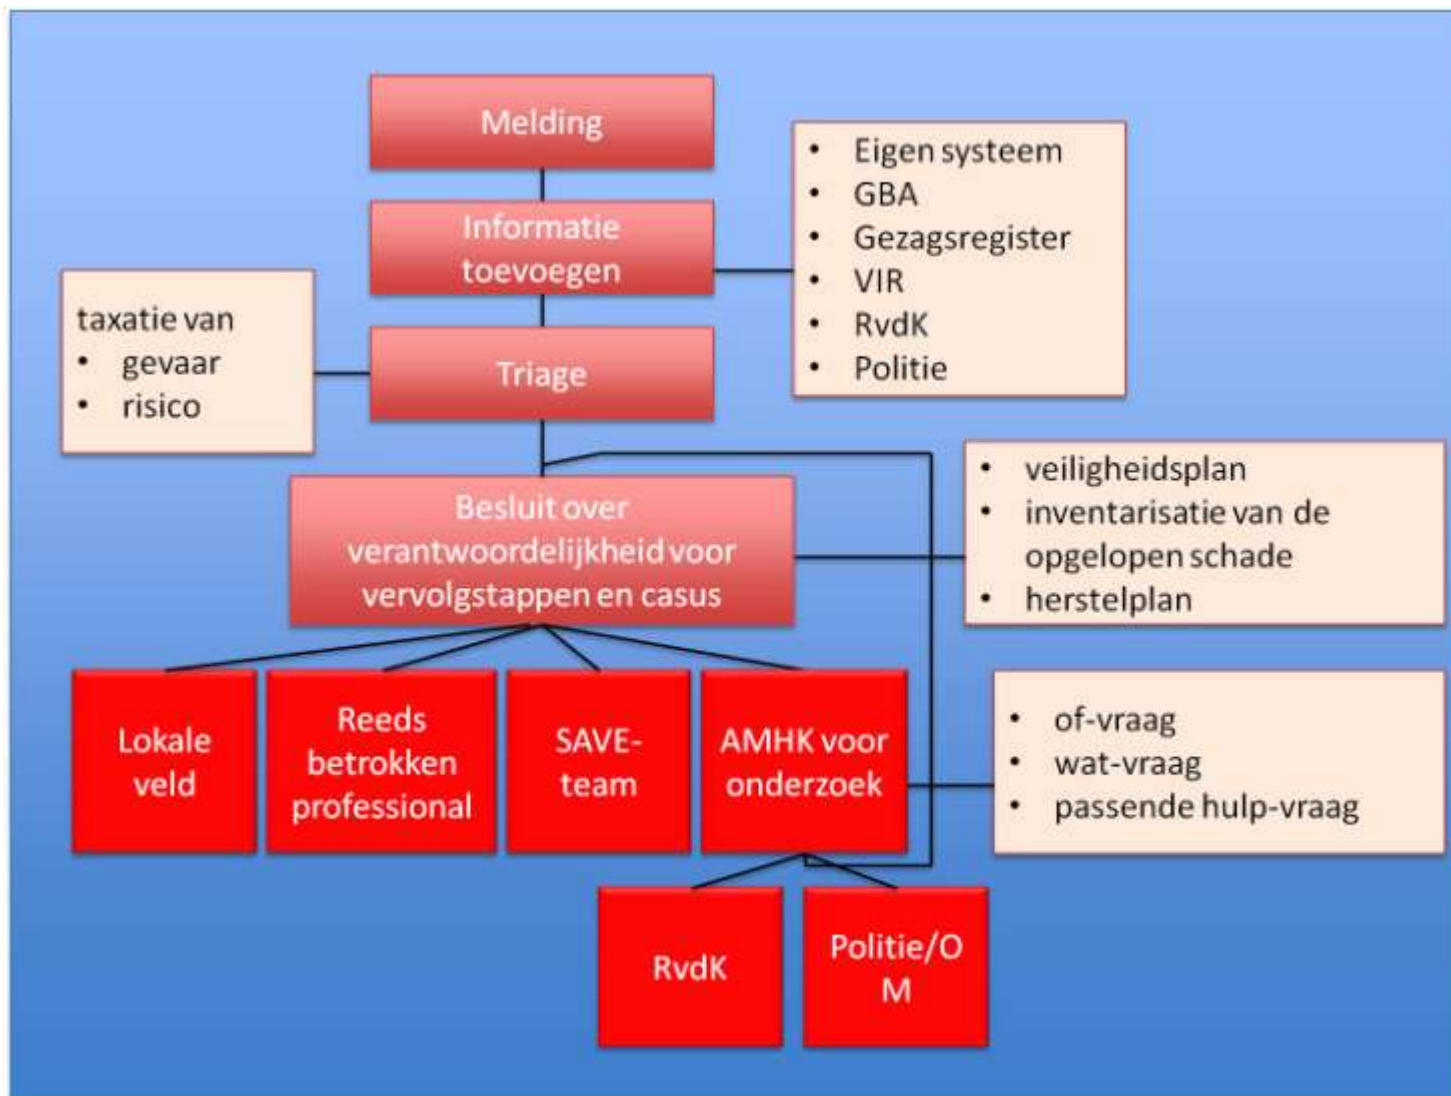 Melding
Informatie
toevoegen
• Eigen systeem
• GBA
• Gezagsregister
• VIR
• RvdK
• Politie
taxatie van
• gevaar
• risico
Triage
Besluit over
verantwoordelijkheid voor
vervolgstappen en casus
• veiligheidsplan
• inventarisatie van de
opgelopen schade
• herstelplan
Lokale
veld
Reeds
betrokken
professional
SAVE-
team
AMHK voor
onderzoek
• of-vraag
• wat-vraag
• passende hulp-vraag
RvdK
Politie/O
M